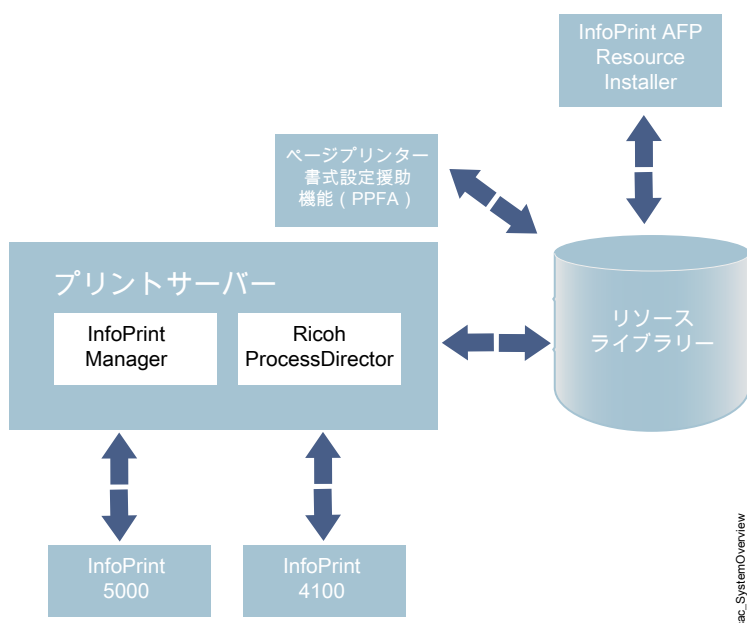 InfoPrint AFP
Resource
Installer
ページプリンター
書式設定援助
機能（PPFA）
プリントサーバー
InfoPrint
Manager
Ricoh
ProcessDirector
リソース
ライブラリー
InfoPrint
5000
InfoPrint
4100